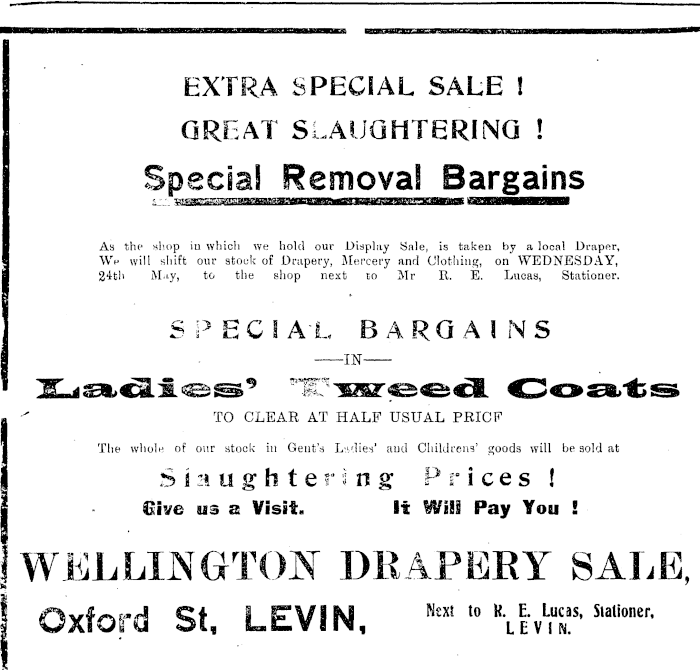 EXTRA SPECIAL SALE !
GREAT SLAUGHTERING !
Special Removal Bargains
As the shop in which we hold our Display Sale, is taken by a local Draper,
We will shift our stock of Drapery, Mercery and Clothing, on WEDNESDAY,
24th May, to the shop next to Mr R. E. Lucas, Stationer.
SPECIAL BARGAINS
—IN—
Ladies' Tweed Coats
TO CLEAR AT HALF USUAL PRICE
The whole of our stock in Gent's Ladies' and Childrens' goods will be sold at
Slaughtering Prices !
Give us a Visit. It Will Pay You !
WELLINGTON DRAPERY SALE,
Oxford St, LEVIN, Next to R. E. Lucas, Stationer,
LEVIN.